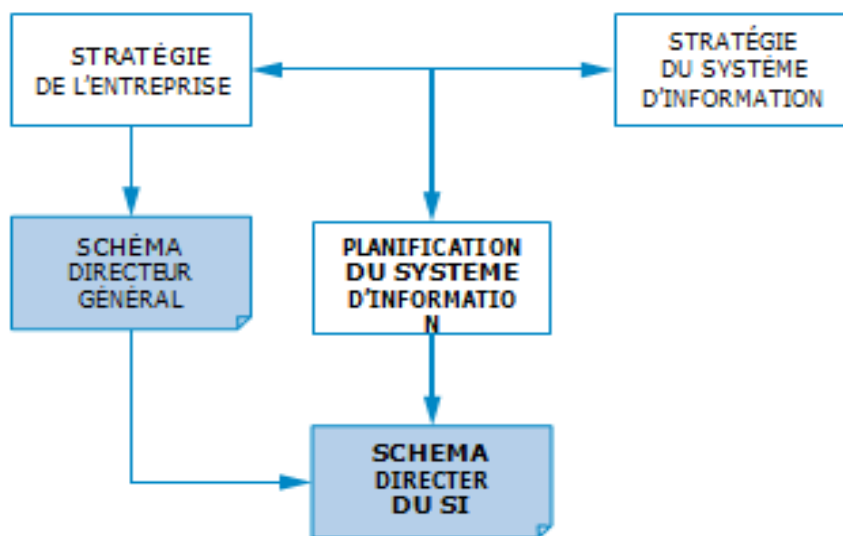 STRATÉGIE
DE L'ENTREPRISE
STRATÉGIE
DU SYSTÈME
D'INFORMATION
SCHÉMA
DIRECTEUR
GÉNÉRAL
PLANIFICATION
DU SYSTEME
D'INFORMATIO
N
SCHEMA
DIRECTER
DU SI